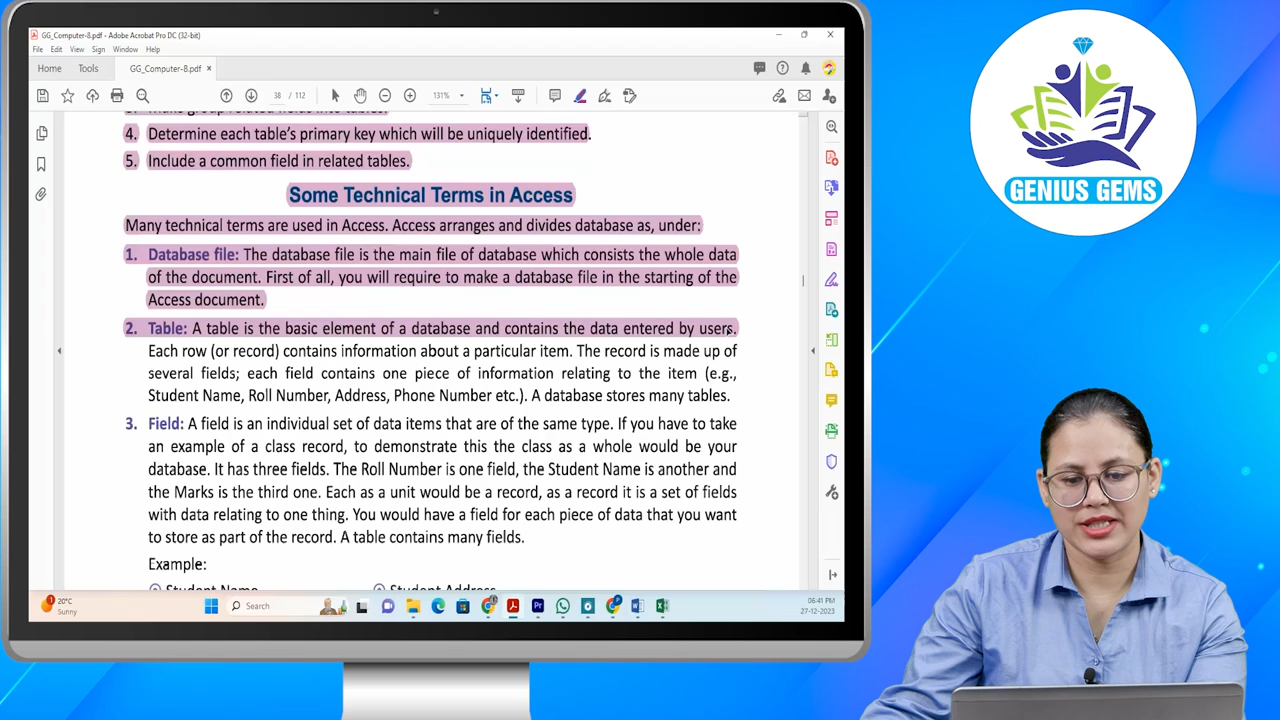 GG_Computer-8.pdf - Adobe Acrobat Pro DC (32-bit)
File Edit View Sign Window Help
Home Tools GG_Computer-8.pdf ×
38 / 112 131%
4. Determine each table's primary key which will be uniquely identified.
5. Include a common field in related tables.
Some Technical Terms in Access
Many technical terms are used in Access. Access arranges and divides database as, under:
1. Database file: The database file is the main file of database which consists the whole data
of the document. First of all, you will require to make a database file in the starting of the
Access document.
2. Table: A table is the basic element of a database and contains the data entered by users.
Each row (or record) contains information about a particular item. The record is made up of
several fields; each field contains one piece of information relating to the item (e.g.,
Student Name, Roll Number, Address, Phone Number etc.). A database stores many tables.
3. Field: A field is an individual set of data items that are of the same type. If you have to take
an example of a class record, to demonstrate this the class as a whole would be your
database. It has three fields. The Roll Number is one field, the Student Name is another and
the Marks is the third one. Each as a unit would be a record, as a record it is a set of fields
with data relating to one thing. You would have a field for each piece of data that you want
to store as part of the record. A table contains many fields.
Example:
Student Name Student Address
20°C
Sunny
Search
06:41 PM
27-12-2023
GENIUS GEMS